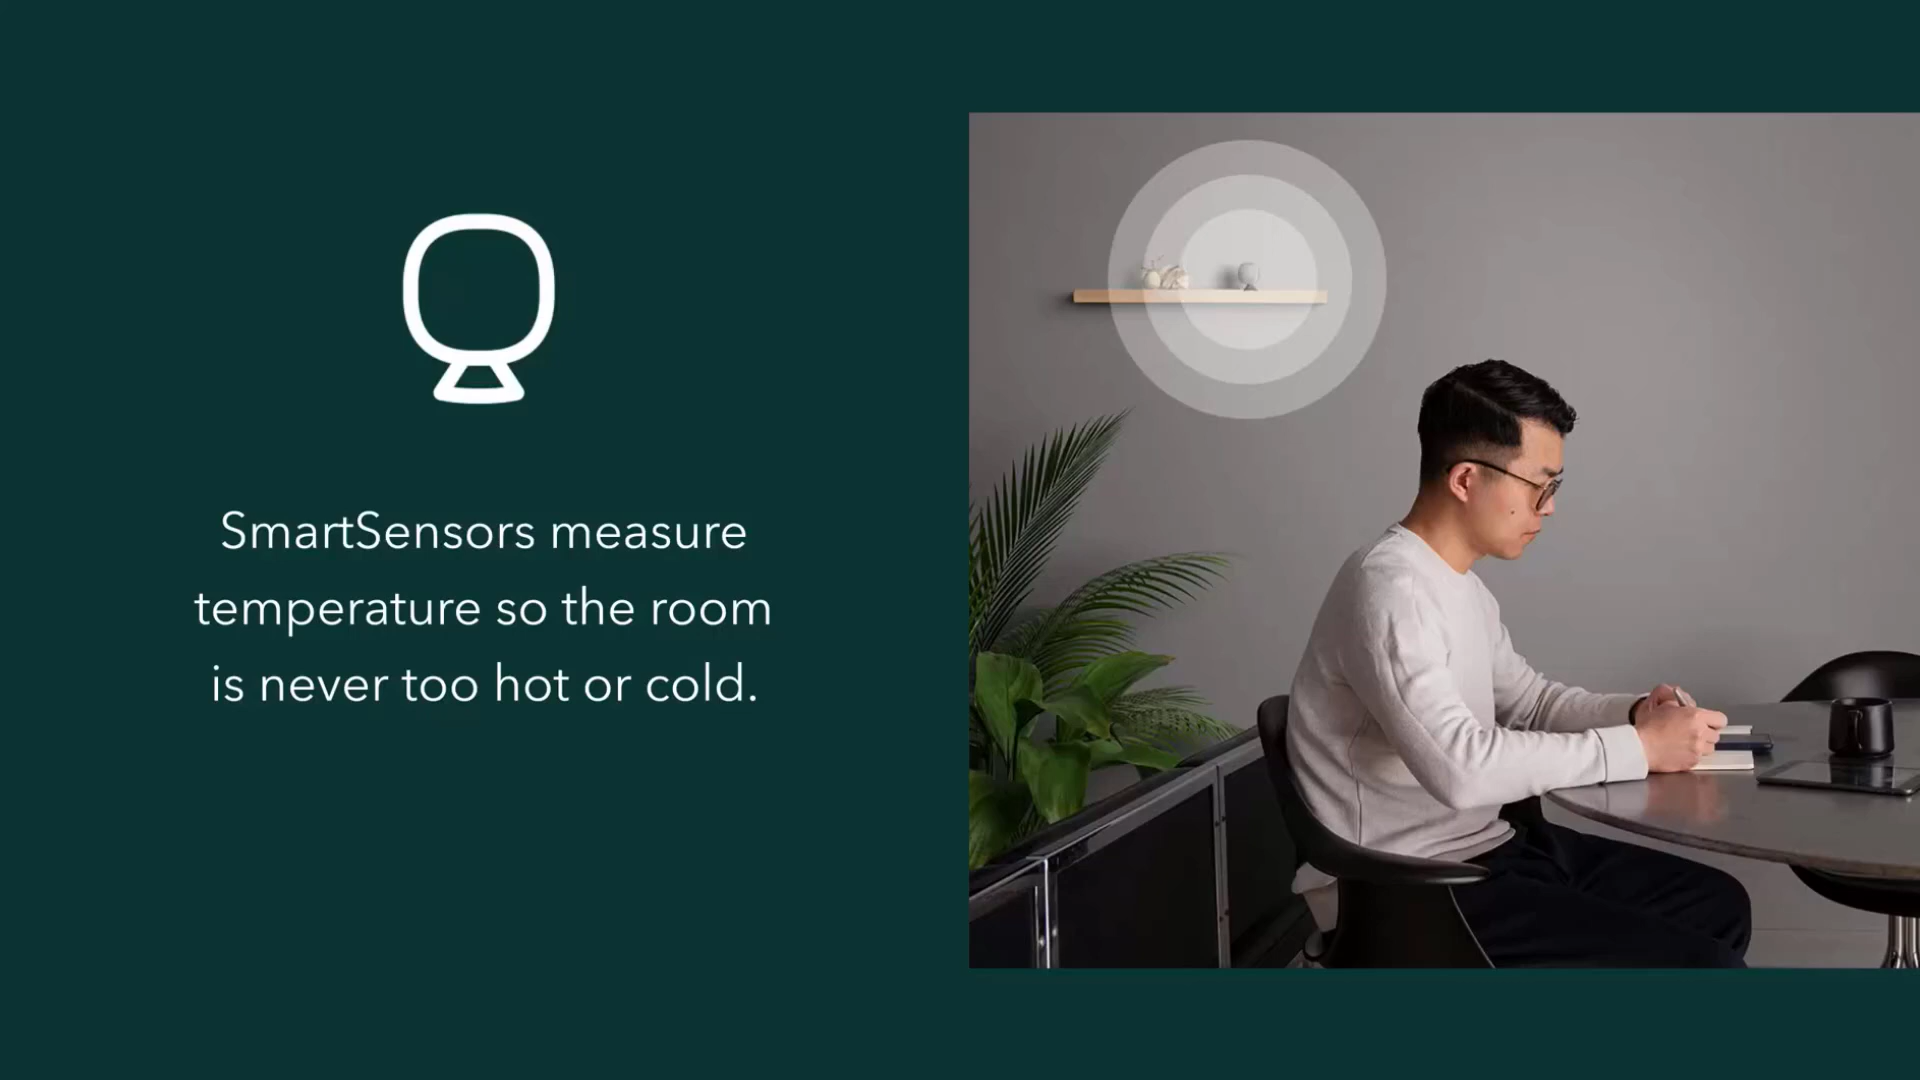 SmartSensors measure
temperature so the room
is never too hot or cold.